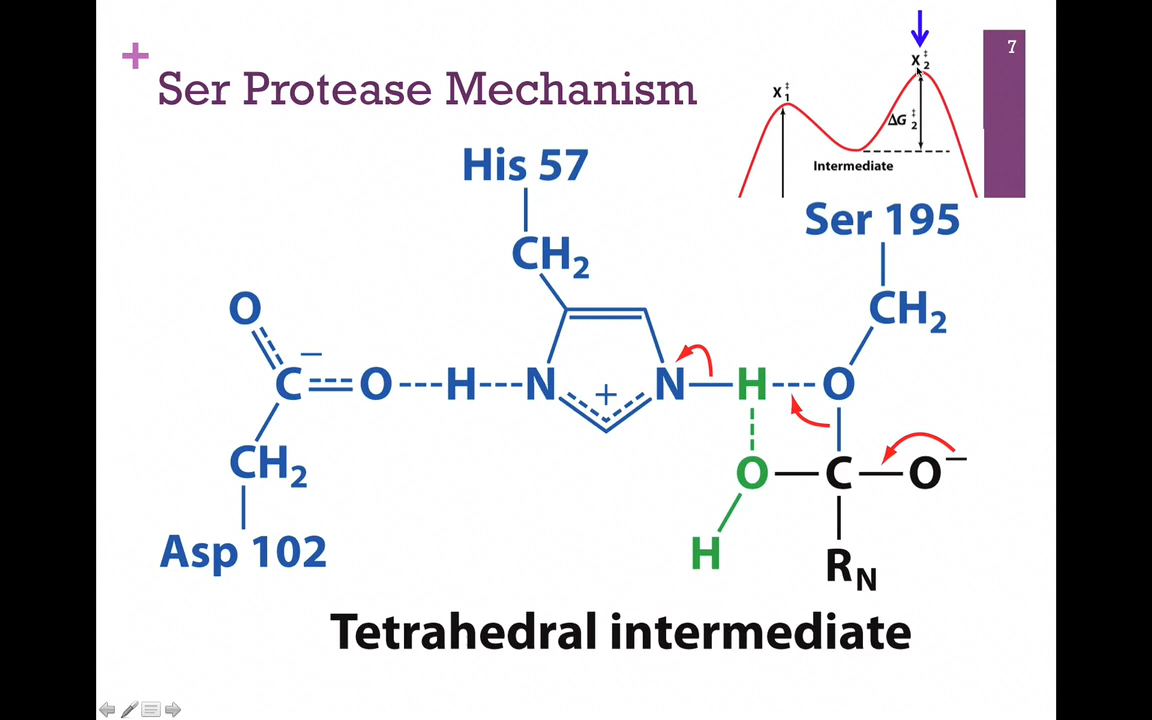 +
Ser Protease Mechanism
7
X‡1
X‡2
ΔG‡2
Intermediate
His 57
CH2
Ser 195
CH2
O
C
−
O
H
N
+
N
H
O
CH2
Asp 102
O
C
O−
H
RN
Tetrahedral intermediate